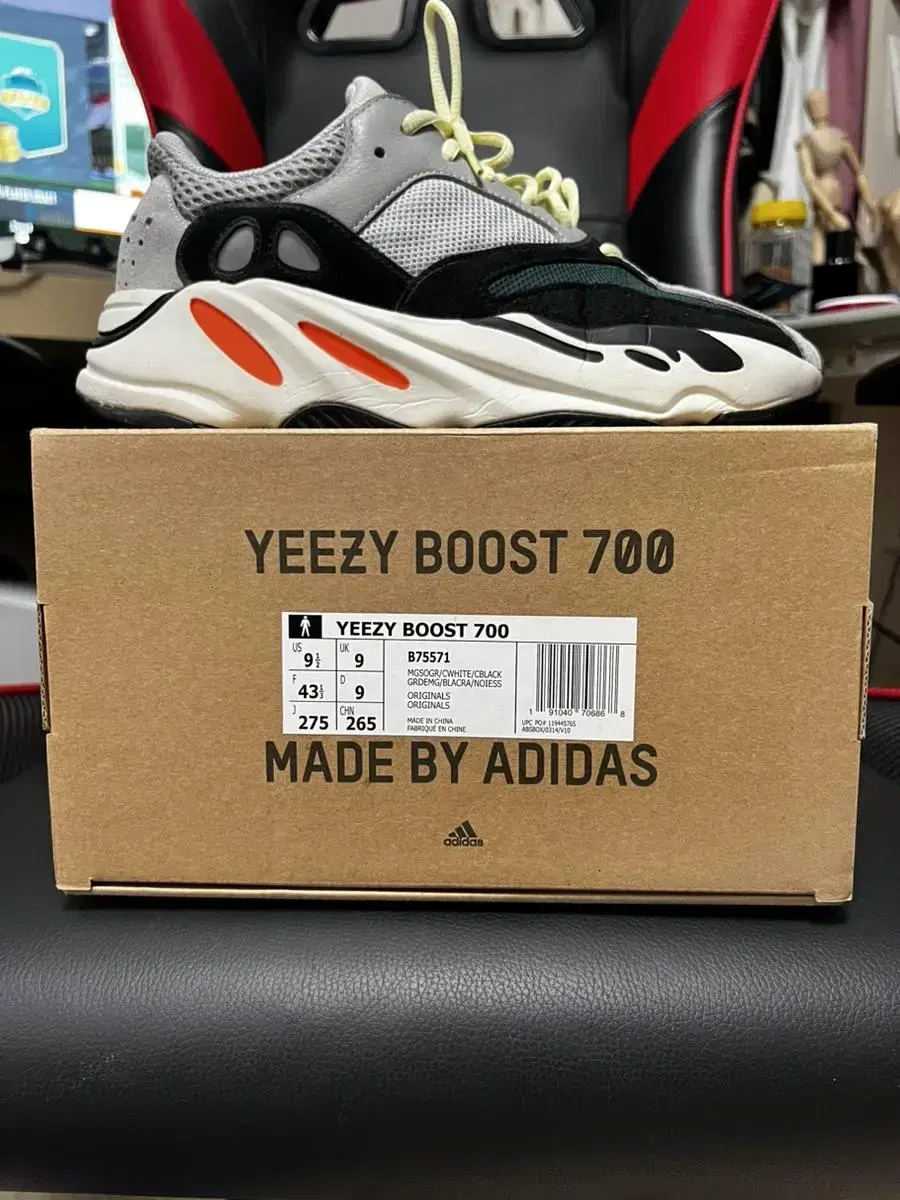 YEEZY BOOST 700
YEEZY BOOST 700
US 9½ UK 9
F 43⅓ D 9
J 275 CHN 265
B75571
MGSOGR/CWHITE/CBLACK
GRDEMG/BLACRA/NOIESS
ORIGINALS
ORIGINALS
MADE IN CHINA
FABRIQUÉ EN CHINE
1 91040 70686 8
UPC PO# 119445765
ABSBOX/0314/V10
MADE BY ADIDAS
adidas